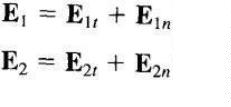 E₁ = E₁ₜ + E₁ₙ
E₂ = E₂ₜ + E₂ₙ